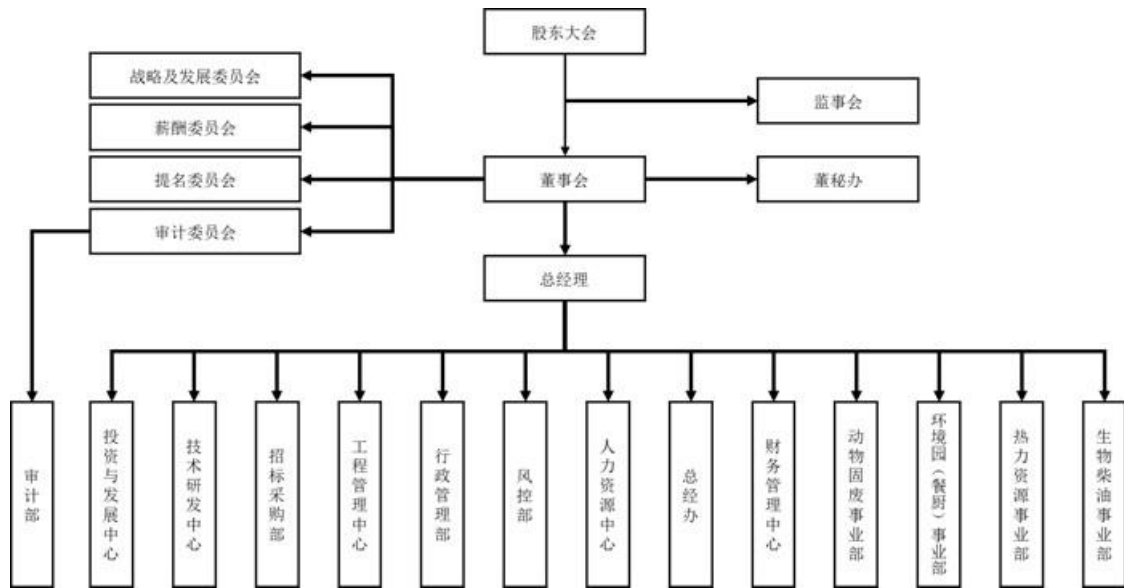 股东大会
战略及发展委员会
监事会
薪酬委员会
提名委员会
董事会
董秘办
审计委员会
总经理
审计部
投资与发展中心
技术研发中心
招标采购部
工程管理中心
行政管理部
风控部
人力资源中心
总经办
财务管理中心
动物固废事业部
环境园（餐厨）事业部
热力资源事业部
生物柴油事业部